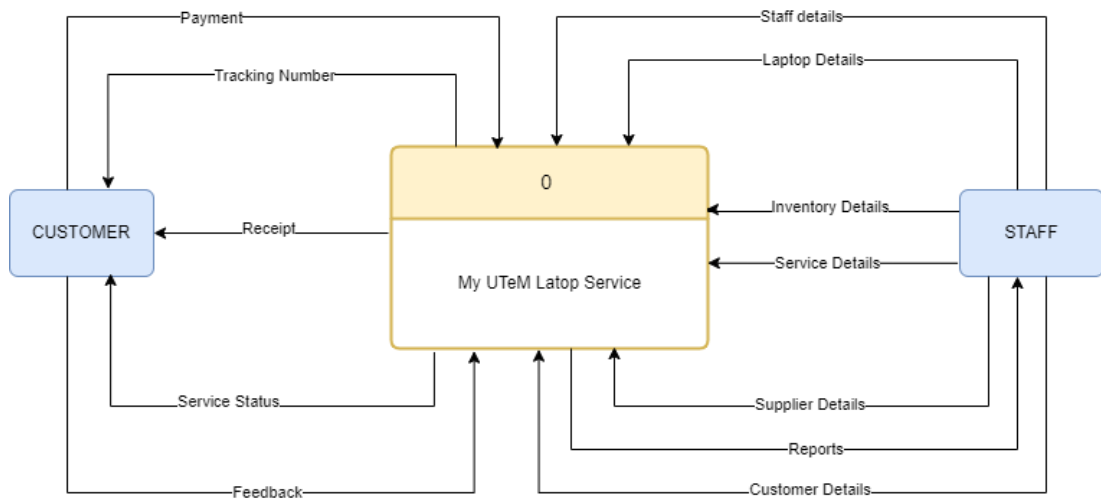 Payment
Staff details
Laptop Details
Tracking Number
0
Inventory Details
CUSTOMER
Receipt
STAFF
Service Details
My UTeM Latop Service
Service Status
Supplier Details
Reports
Feedback
Customer Details